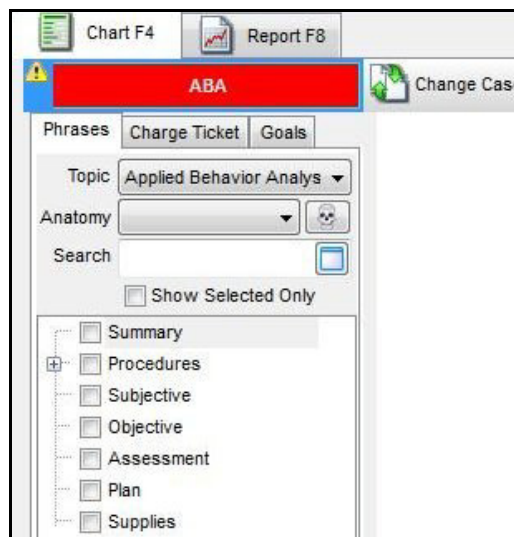 Chart F4 Report F8
ABA Change Cas
Phrases Charge Ticket Goals
Topic Applied Behavior Analys
Anatomy
Search
Show Selected Only
Summary
Procedures
Subjective
Objective
Assessment
Plan
Supplies